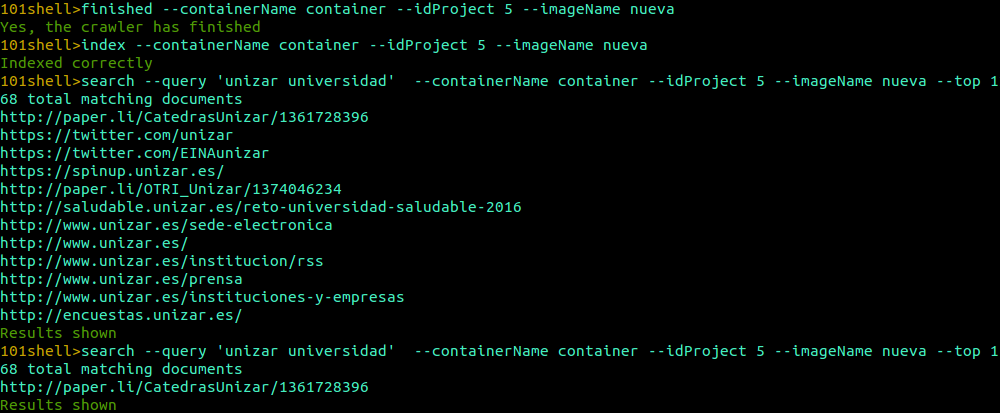 101shell>finished --containerName container --idProject 5 --imageName nueva
Yes, the crawler has finished
101shell>index --containerName container --idProject 5 --imageName nueva
Indexed correctly
101shell>search --query 'unizar universidad'  --containerName container --idProject 5 --imageName nueva --top 1
68 total matching documents
http://paper.li/CatedrasUnizar/1361728396
https://twitter.com/unizar
https://twitter.com/EINAunizar
https://spinup.unizar.es/
http://paper.li/OTRI_Unizar/1374046234
http://saludable.unizar.es/reto-universidad-saludable-2016
http://www.unizar.es/sede-electronica
http://www.unizar.es/
http://www.unizar.es/institucion/rss
http://www.unizar.es/prensa
http://www.unizar.es/instituciones-y-empresas
http://encuestas.unizar.es/
Results shown
101shell>search --query 'unizar universidad'  --containerName container --idProject 5 --imageName nueva --top 1
68 total matching documents
http://paper.li/CatedrasUnizar/1361728396
Results shown